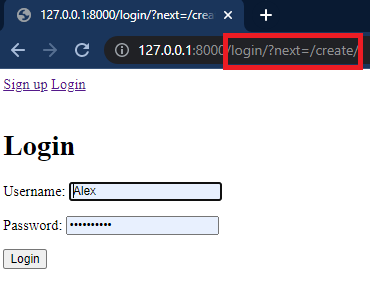 127.0.0.1:8000/login/?next=/create
127.0.0.1:8000/login/?next=/create/
Sign up Login
Login
Username: Alex
Password: ••••••••••
Login